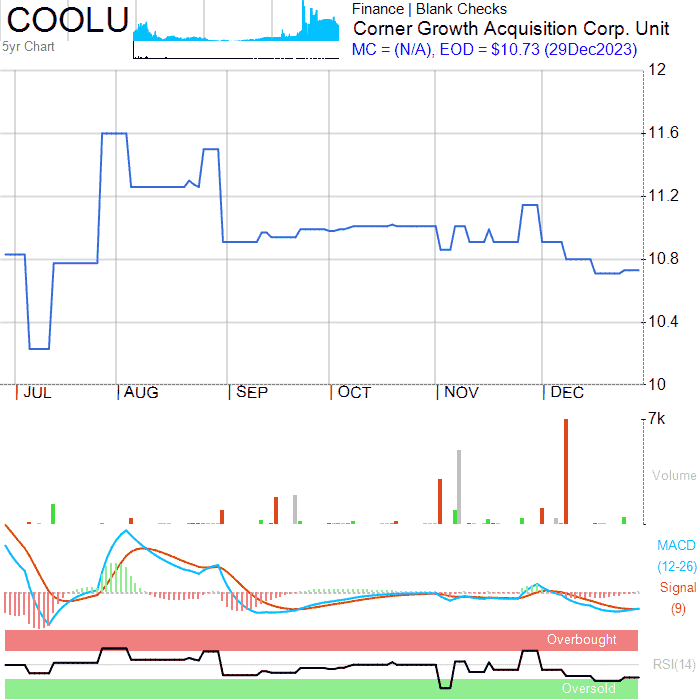 COOLU
5yr Chart
Finance | Blank Checks
Corner Growth Acquisition Corp. Unit
MC = (N/A), EOD = $10.73 (29Dec2023)
12
11.6
11.2
10.8
10.4
10
JUL AUG SEP OCT NOV DEC
7k
Volume
MACD
(12-26)
Signal
(9)
Overbought
RSI(14)
Oversold